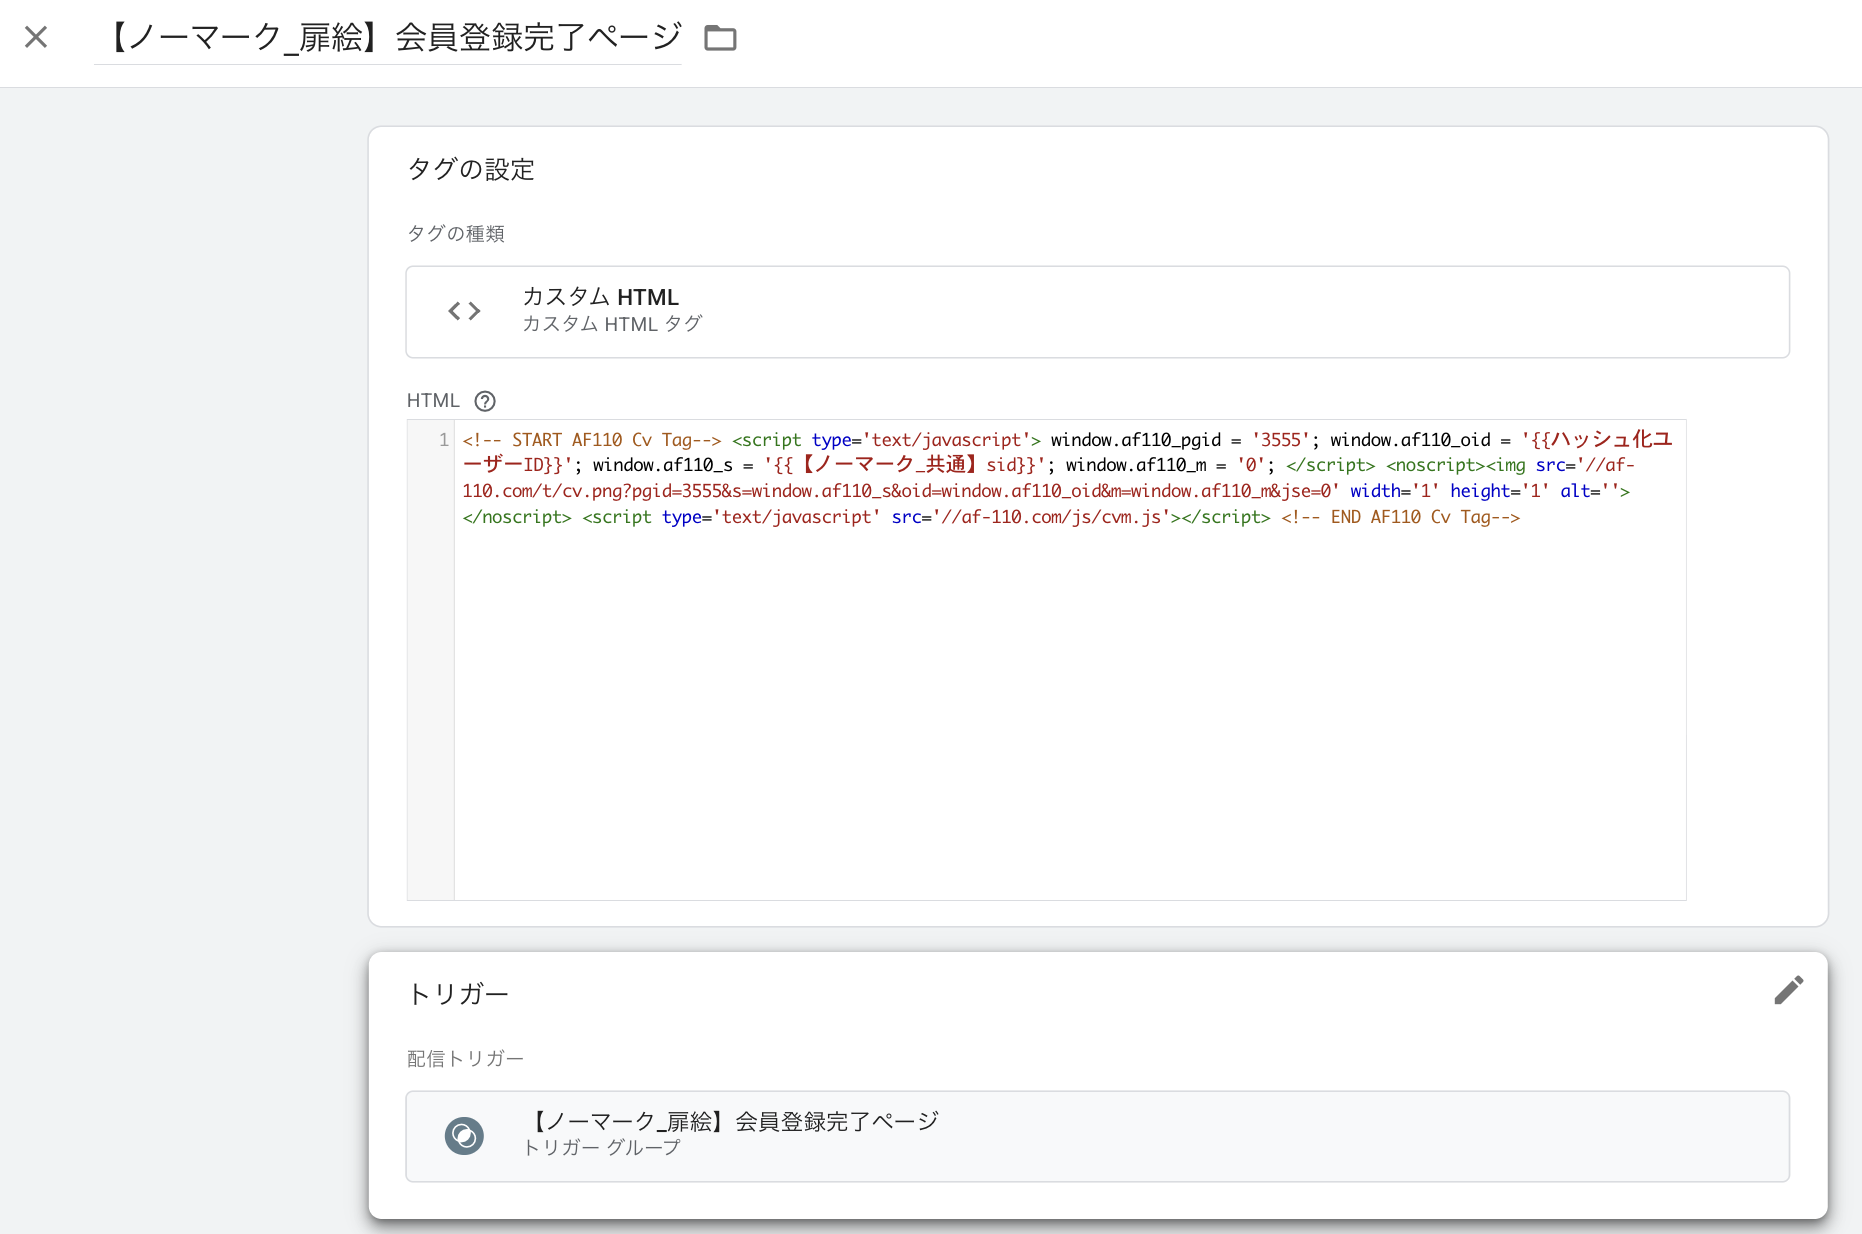 【ノーマーク_扉絵】会員登録完了ページ
タグの設定
タグの種類
カスタム HTML
カスタム HTML タグ
HTML
1
<!-- START AF110 Cv Tag--> <script type='text/javascript'> window.af110_pgid = '3555'; window.af110_oid = '{{ハッシュ化ユ
ーザーID}}'; window.af110_s = '{{【ノーマーク_共通】sid}}'; window.af110_m = '0'; </script> <noscript><img src='//af-
110.com/t/cv.png?pgid=3555&s=window.af110_s&oid=window.af110_oid&m=window.af110_m&jse=0' width='1' height='1' alt=''>
</noscript> <script type='text/javascript' src='//af-110.com/js/cvm.js'></script> <!-- END AF110 Cv Tag-->
トリガー
配信トリガー
【ノーマーク_扉絵】会員登録完了ページ
トリガー グループ